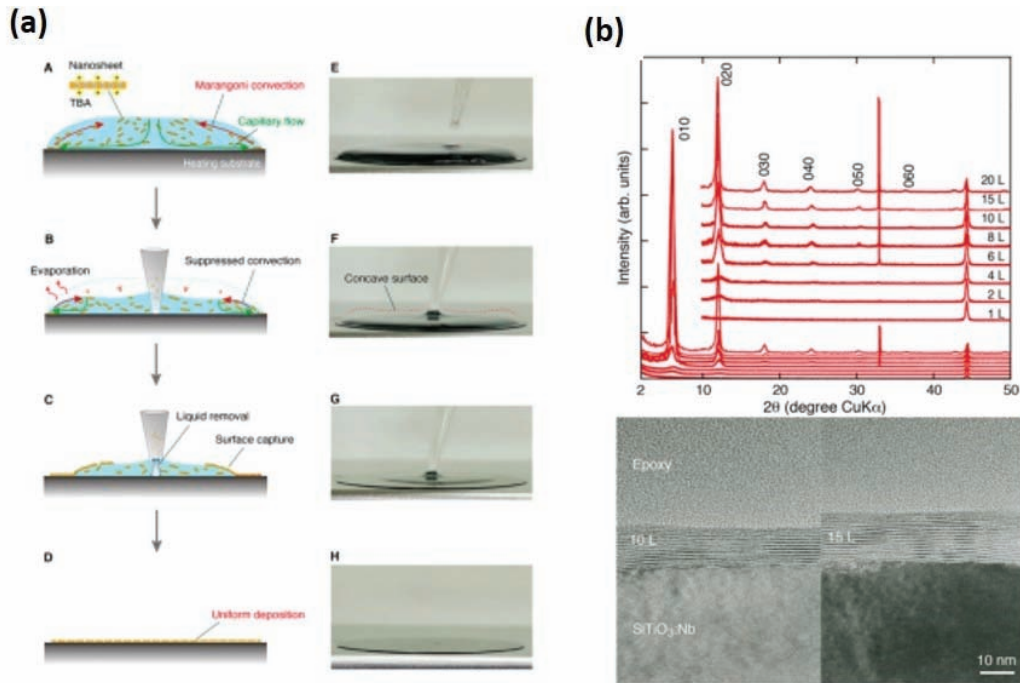 (a)
A
Nanosheet
TBA
Marangoni convection
Capillary flow
Heating substrate
E
B
Evaporation
Suppressed convection
F
Concave surface
C
Liquid removal
Surface capture
G
D
Uniform deposition
H
(b)
Intensity (arb. units)
010
020
030
040
050
060
20 L
15 L
10 L
8 L
6 L
4 L
2 L
1 L
2
10
20
30
40
50
2θ (degree CuKα)
Epoxy
10 L
15 L
SiTiO3:Nb
10 nm